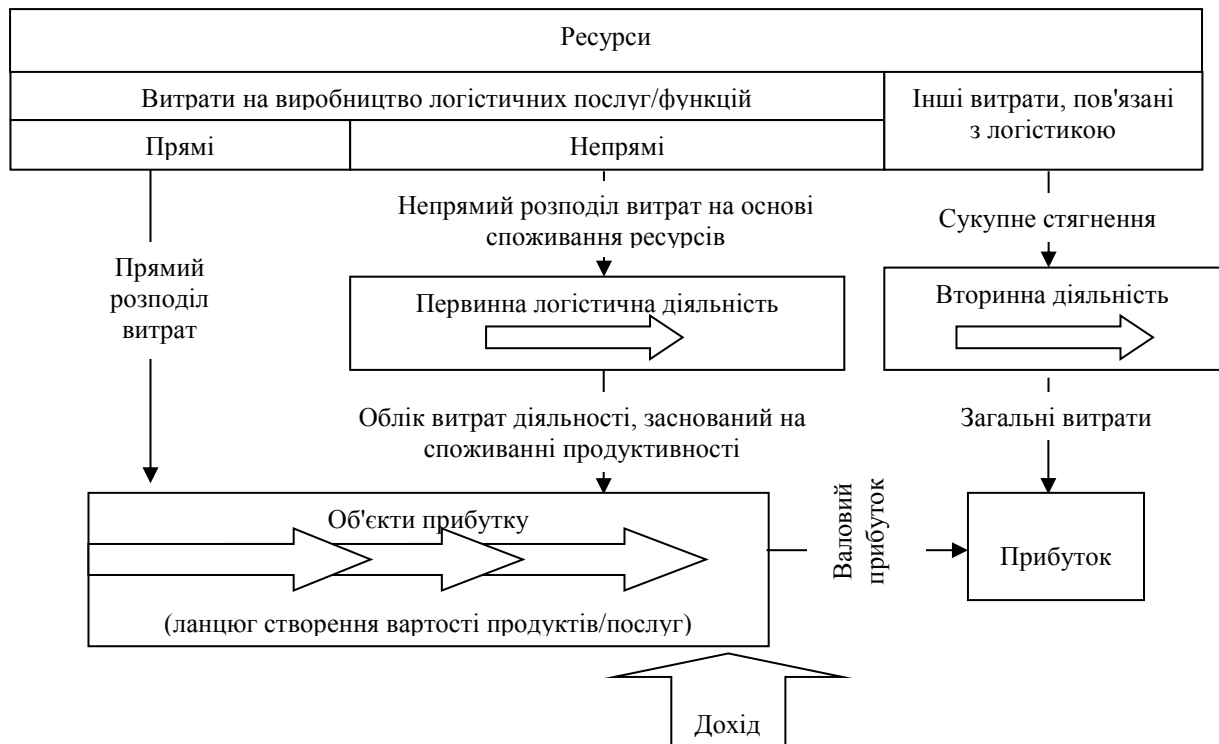 Ресурси
Витрати на виробництво логістичних послуг/функцій
Інші витрати, пов'язані
з логістикою
Прямі
Непрямі
Непрямий розподіл витрат на основі
споживання ресурсів
Сукупне стягнення
Прямий
розподіл
витрат
Первинна логістична діяльність
Вторинна діяльність
Облік витрат діяльності, заснований на
споживанні продуктивності
Загальні витрати
Об'єкти прибутку
(ланцюг створення вартості продуктів/послуг)
Валовий
прибуток
Прибуток
Дохід